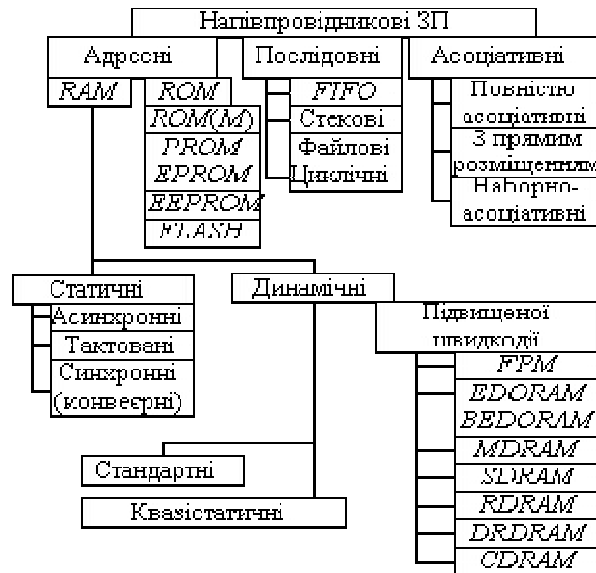 Напівпровідникові ЗП
Адресні
Послідовні
Асоціативні
RAM
ROM
ROM(M)
PROM
EPROM
EEPROM
FLASH
FIFO
Стекові
Файлові
Циклічні
Повністю
асоціативні
З прямим
розміщенням
Наборно-
асоціативні
Статичні
Асинхронні
Тактовані
Синхронні
(конвеєрні)
Динамічні
Стандартні
Квазістатичні
Підвищеної
швидкодії
FPM
EDORAM
BEDORAM
MDRAM
SDRAM
RDRAM
DRDRAM
CDRAM